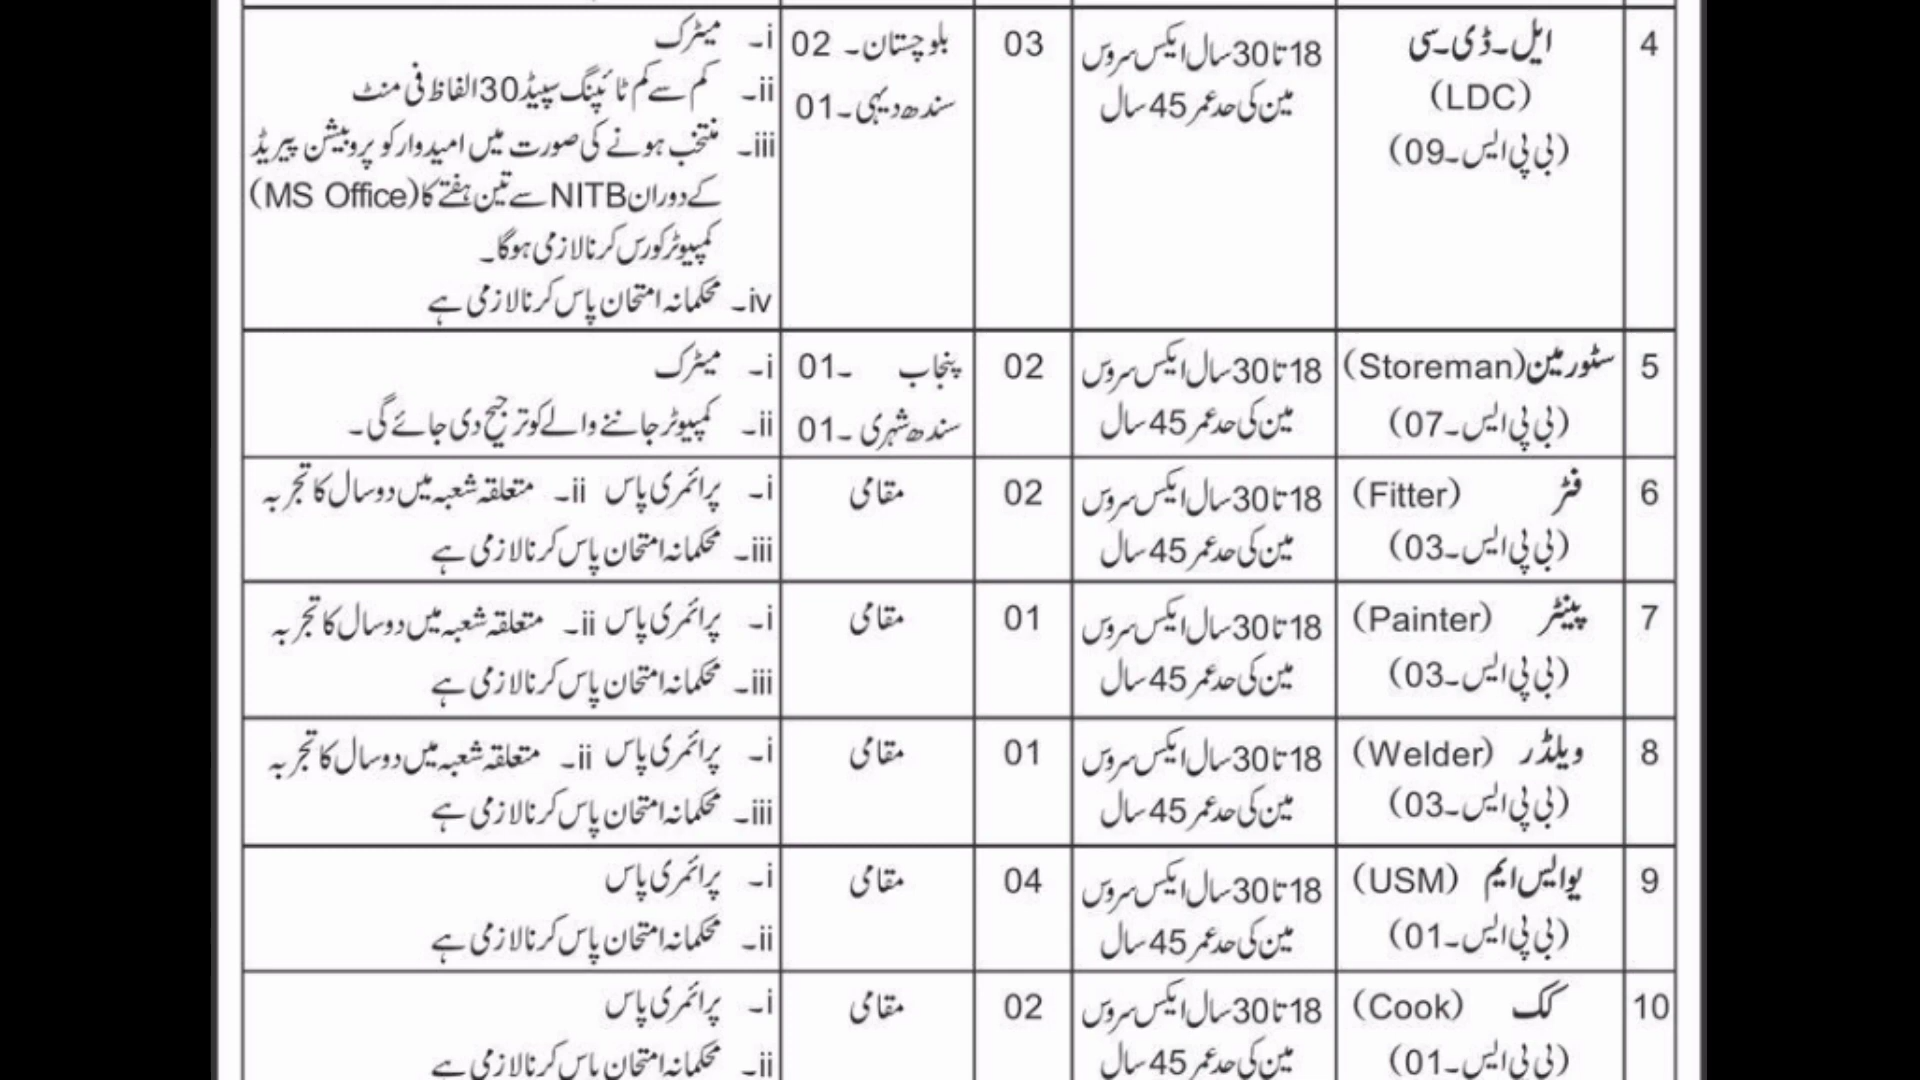 4
ایل۔ڈی۔سی
(LDC)
(بی پی ایس۔09)
18 تا 30 سال ایکس سروس
مین کی حد عمر 45 سال
03
بلوچستان۔ 02
سندھ دیہی۔01
i۔ میٹرک
ii۔ کم سے کم ٹائپنگ سپیڈ 30 الفاظ فی منٹ
iii۔ منتخب ہونے کی صورت میں امیدوار کو پروبیشن پیریڈ
کے دوران NITB سے تین ہفتے کا (MS Office)
کمپیوٹر کورس کرنا لازمی ہوگا۔
iv۔ محکمانہ امتحان پاس کرنا لازمی ہے
5
سٹور مین (Storeman)
(بی پی ایس۔07)
18 تا 30 سال ایکس سروس
مین کی حد عمر 45 سال
02
پنجاب ۔01
سندھ شہری ۔01
i۔ میٹرک
ii۔ کمپیوٹر جاننے والے کو ترجیح دی جائے گی۔
6
فٹر (Fitter)
(بی پی ایس۔03)
18 تا 30 سال ایکس سروس
مین کی حد عمر 45 سال
02
مقامی
i۔ پرائمری پاس ii۔ متعلقہ شعبہ میں دو سال کا تجربہ
iii۔ محکمانہ امتحان پاس کرنا لازمی ہے
7
پینٹر (Painter)
(بی پی ایس۔03)
18 تا 30 سال ایکس سروس
مین کی حد عمر 45 سال
01
مقامی
i۔ پرائمری پاس ii۔ متعلقہ شعبہ میں دو سال کا تجربہ
iii۔ محکمانہ امتحان پاس کرنا لازمی ہے
8
ویلڈر (Welder)
(بی پی ایس۔03)
18 تا 30 سال ایکس سروس
مین کی حد عمر 45 سال
01
مقامی
i۔ پرائمری پاس ii۔ متعلقہ شعبہ میں دو سال کا تجربہ
iii۔ محکمانہ امتحان پاس کرنا لازمی ہے
9
یو ایس ایم (USM)
(بی پی ایس۔01)
18 تا 30 سال ایکس سروس
مین کی حد عمر 45 سال
04
مقامی
i۔ پرائمری پاس
ii۔ محکمانہ امتحان پاس کرنا لازمی ہے
10
کک (Cook)
(بی پی ایس۔01)
18 تا 30 سال ایکس سروس
مین کی حد عمر 45 سال
02
مقامی
i۔ پرائمری پاس
ii۔ محکمانہ امتحان پاس کرنا لازمی ہے